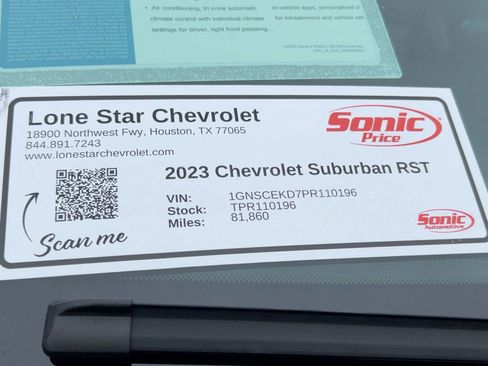 • Air conditioning, tri-zone automatic
climate control with individual climate
settings for driver, right front passeng...
in-vehicle apps, personalized p
for infotainment and vehicle set
Lone Star Chevrolet
18900 Northwest Fwy, Houston, TX 77065
844.891.7243
www.lonestarchevrolet.com
Sonic
Price
2023 Chevrolet Suburban RST
VIN: 1GNSCEKD7PR110196
Stock: TPR110196
Miles: 81,860
Scan me
Sonic
Automotive